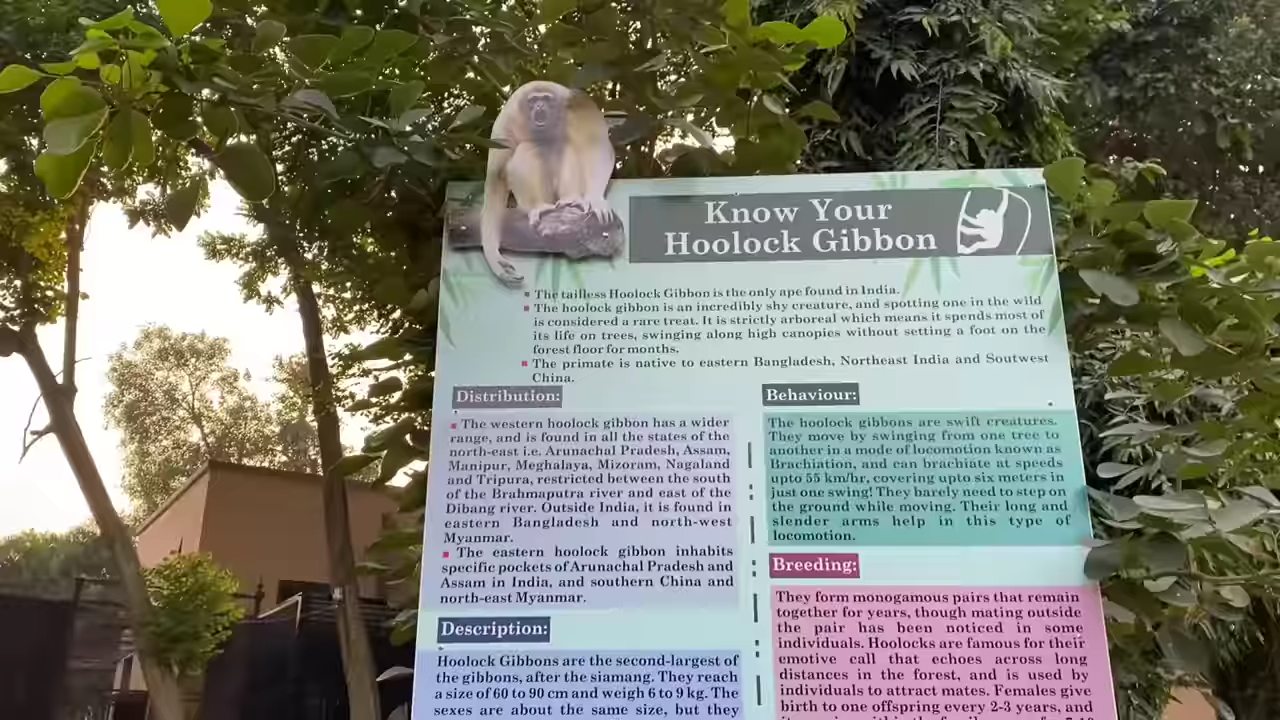 Know Your
Hoolock Gibbon
The tailless Hoolock Gibbon is the only ape found in India.
The hoolock gibbon is an incredibly shy creature, and spotting one in the wild
is considered a rare treat. It is strictly arboreal which means it spends most of
its life on trees, swinging along high canopies without setting a foot on the
forest floor for months.
The primate is native to eastern Bangladesh, Northeast India and Soutwest
China.
Distribution:
The western hoolock gibbon has a wider
range, and is found in all the states of the
north-east i.e. Arunachal Pradesh, Assam,
Manipur, Meghalaya, Mizoram, Nagaland
and Tripura, restricted between the south
of the Brahmaputra river and east of the
Dibang river. Outside India, it is found in
eastern Bangladesh and north-west
Myanmar.
The eastern hoolock gibbon inhabits
specific pockets of Arunachal Pradesh and
Assam in India, and southern China and
north-east Myanmar.
Description:
Hoolock Gibbons are the second-largest of
the gibbons, after the siamang. They reach
a size of 60 to 90 cm and weigh 6 to 9 kg. The
sexes are about the same size, but they
Behaviour:
The hoolock gibbons are swift creatures.
They move by swinging from one tree to
another in a mode of locomotion known as
Brachiation, and can brachiate at speeds
upto 55 km/hr, covering upto six meters in
just one swing! They barely need to step on
the ground while moving. Their long and
slender arms help in this type of
locomotion.
Breeding:
They form monogamous pairs that remain
together for years, though mating outside
the pair has been noticed in some
individuals. Hoolocks are famous for their
emotive call that echoes across long
distances in the forest, and is used by
individuals to attract mates. Females give
birth to one offspring every 2-3 years, and